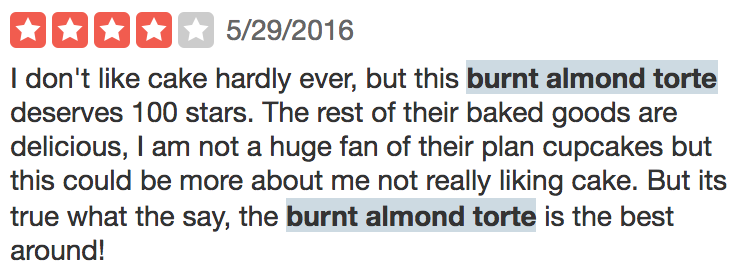 5/29/2016
I don't like cake hardly ever, but this burnt almond torte
deserves 100 stars. The rest of their baked goods are
delicious, I am not a huge fan of their plan cupcakes but
this could be more about me not really liking cake. But its
true what the say, the burnt almond torte is the best
around!